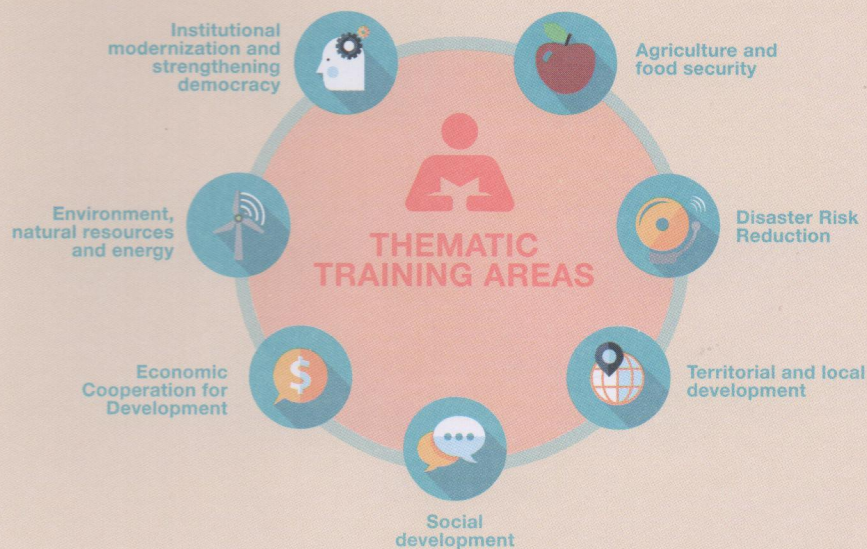 Institutional
modernization and
strengthening
democracy
Agriculture and
food security
Environment,
natural resources
and energy
THEMATIC
TRAINING AREAS
Disaster Risk
Reduction
Economic
Cooperation for
Development
Territorial and local
development
Social
development